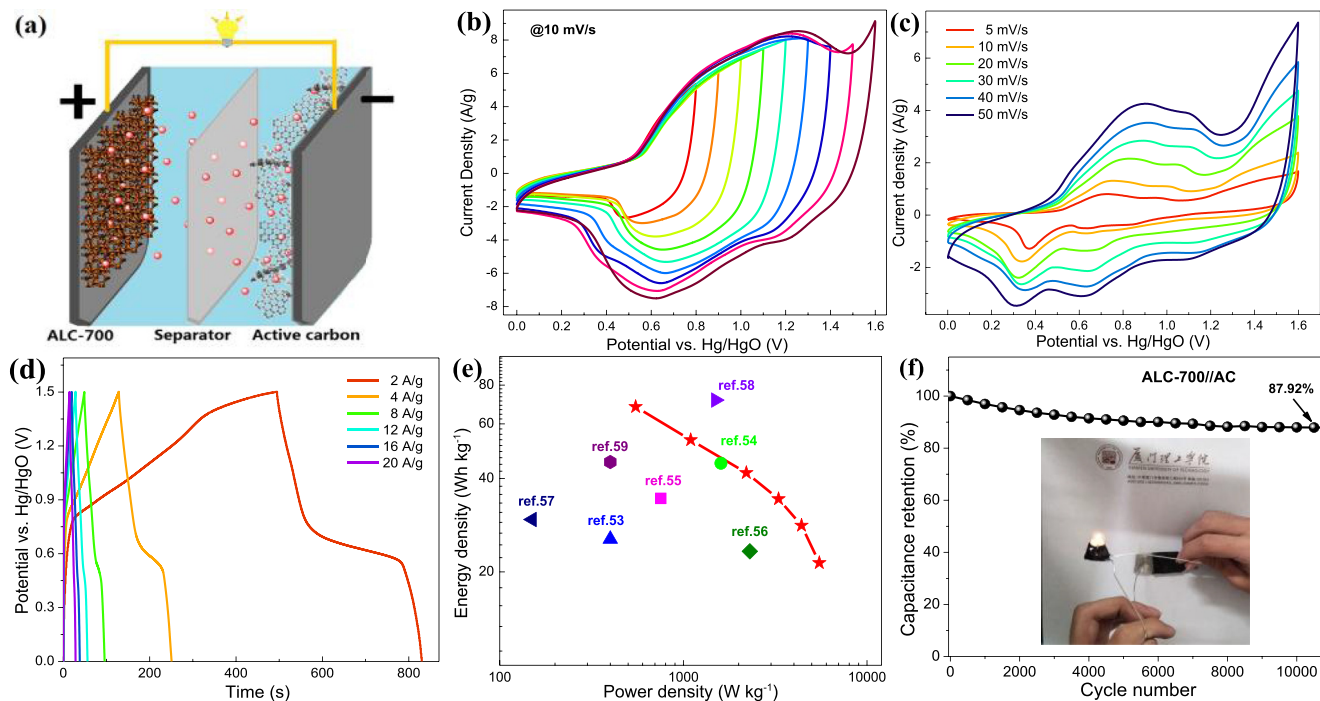 (a)
+
−
ALC-700
Separator
Active carbon
(b)
@10 mV/s
Current Density (A/g)
8
6
4
2
0
-2
-4
-6
-8
0.0 0.2 0.4 0.6 0.8 1.0 1.2 1.4 1.6
Potential vs. Hg/HgO (V)
(c)
5 mV/s
10 mV/s
20 mV/s
30 mV/s
40 mV/s
50 mV/s
Current density (A/g)
6
4
2
0
-2
0.0 0.2 0.4 0.6 0.8 1.0 1.2 1.4 1.6
Potential vs. Hg/HgO (V)
(d)
2 A/g
4 A/g
8 A/g
12 A/g
16 A/g
20 A/g
Potential vs. Hg/HgO (V)
1.5
1.2
0.9
0.6
0.3
0.0
0 200 400 600 800
Time (s)
(e)
Energy density (Wh kg⁻¹)
80
60
40
20
ref.58
ref.59
ref.54
ref.55
ref.57
ref.53
ref.56
100 1000 10000
Power density (W kg⁻¹)
(f)
ALC-700//AC
87.92%
Capacitance retention (%)
100
80
60
40
20
0
厦门理工学院
0 2000 4000 6000 8000 10000
Cycle number